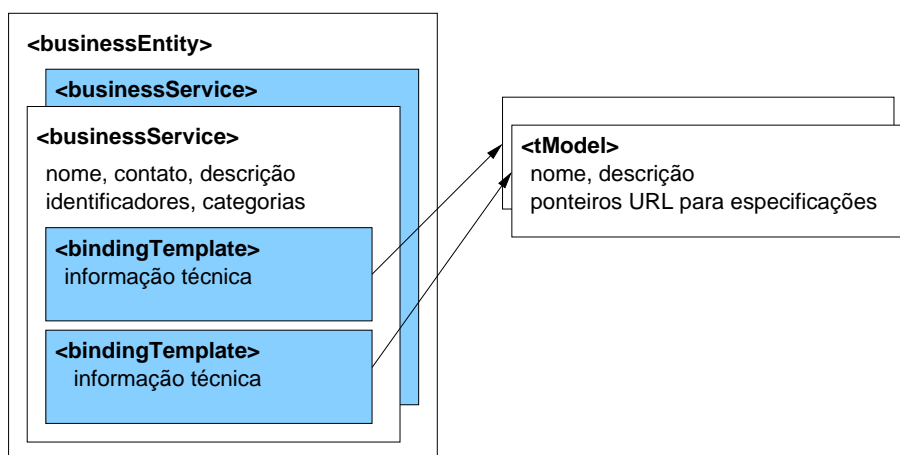 <businessEntity>
<businessService>
<businessService>
nome, contato, descrição
identificadores, categorias
<bindingTemplate>
informação técnica
<bindingTemplate>
informação técnica
<tModel>
nome, descrição
ponteiros URL para especificações